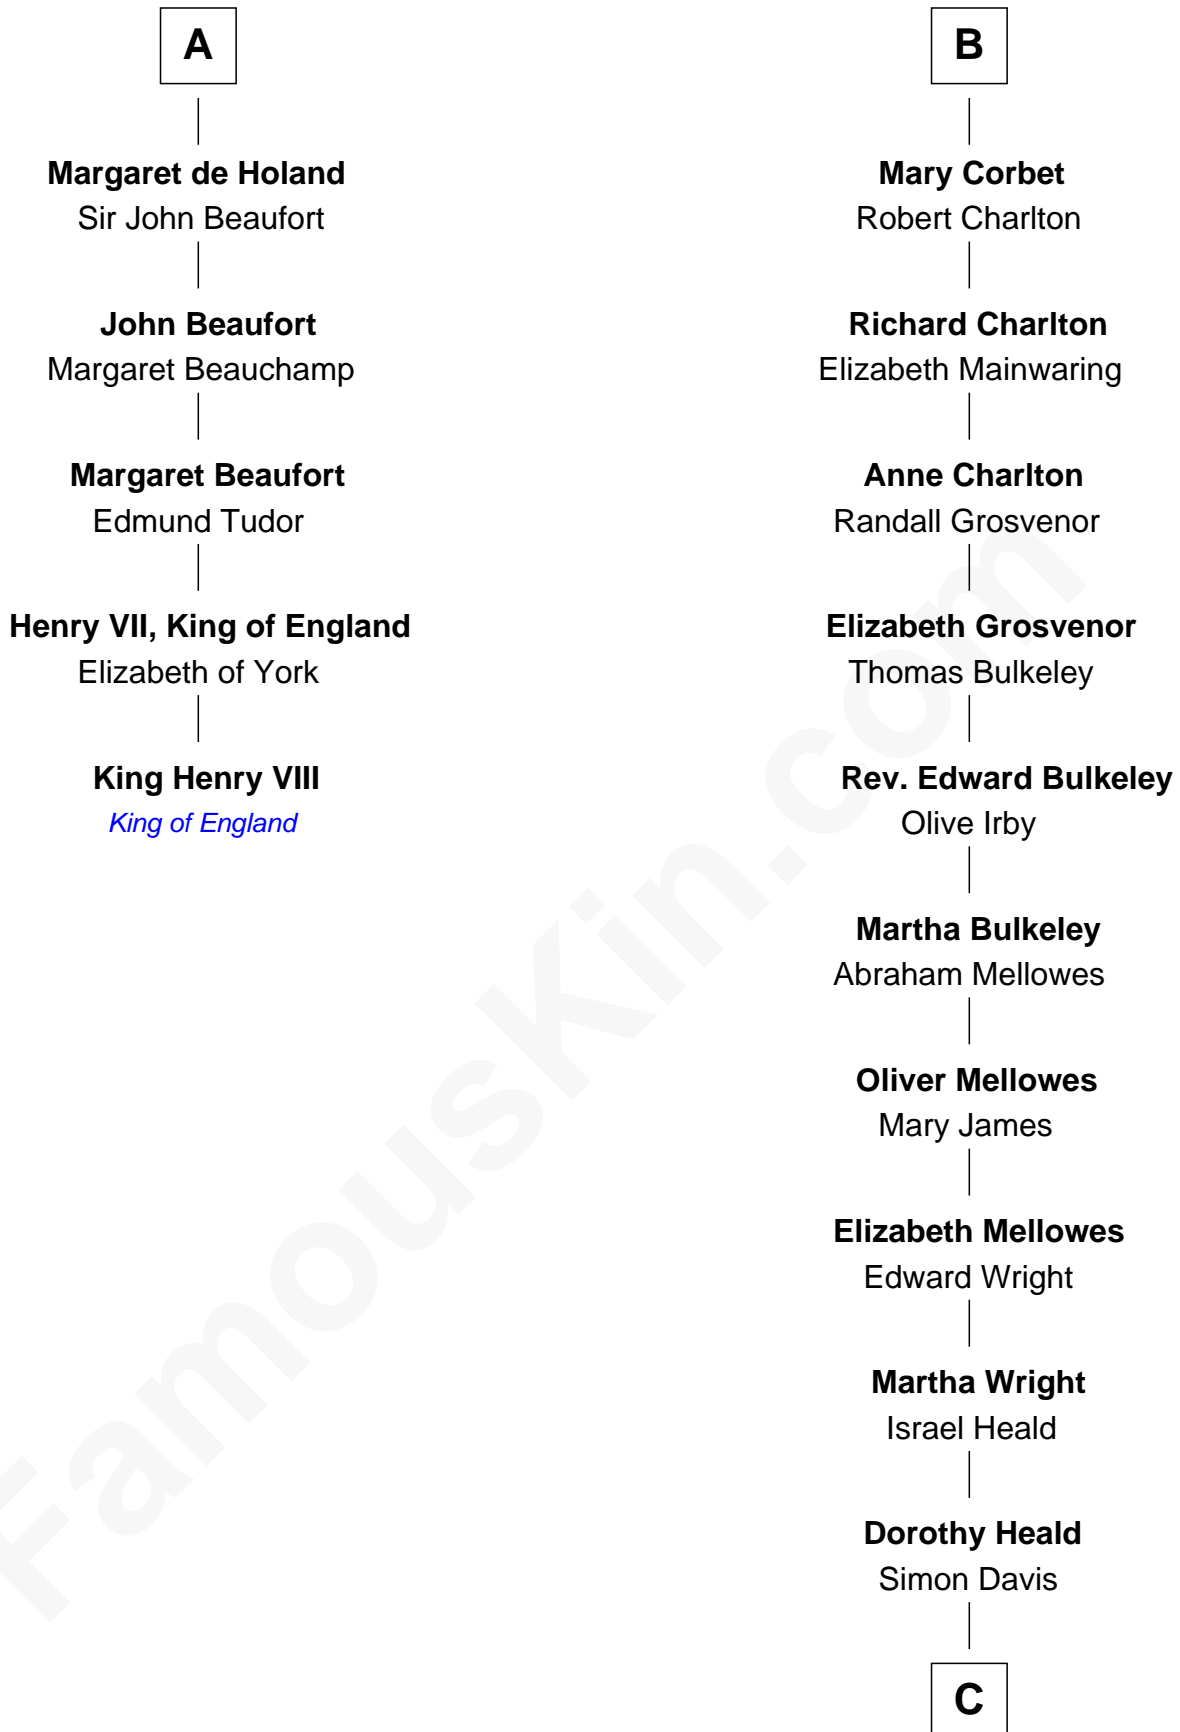 A
Margaret de Holand
Sir John Beaufort
John Beaufort
Margaret Beauchamp
Margaret Beaufort
Edmund Tudor
Henry VII, King of England
Elizabeth of York
King Henry VIII
King of England
B
Mary Corbet
Robert Charlton
Richard Charlton
Elizabeth Mainwaring
Anne Charlton
Randall Grosvenor
Elizabeth Grosvenor
Thomas Bulkeley
Rev. Edward Bulkeley
Olive Irby
Martha Bulkeley
Abraham Mellowes
Oliver Mellowes
Mary James
Elizabeth Mellowes
Edward Wright
Martha Wright
Israel Heald
Dorothy Heald
Simon Davis
C
FamousKin.com